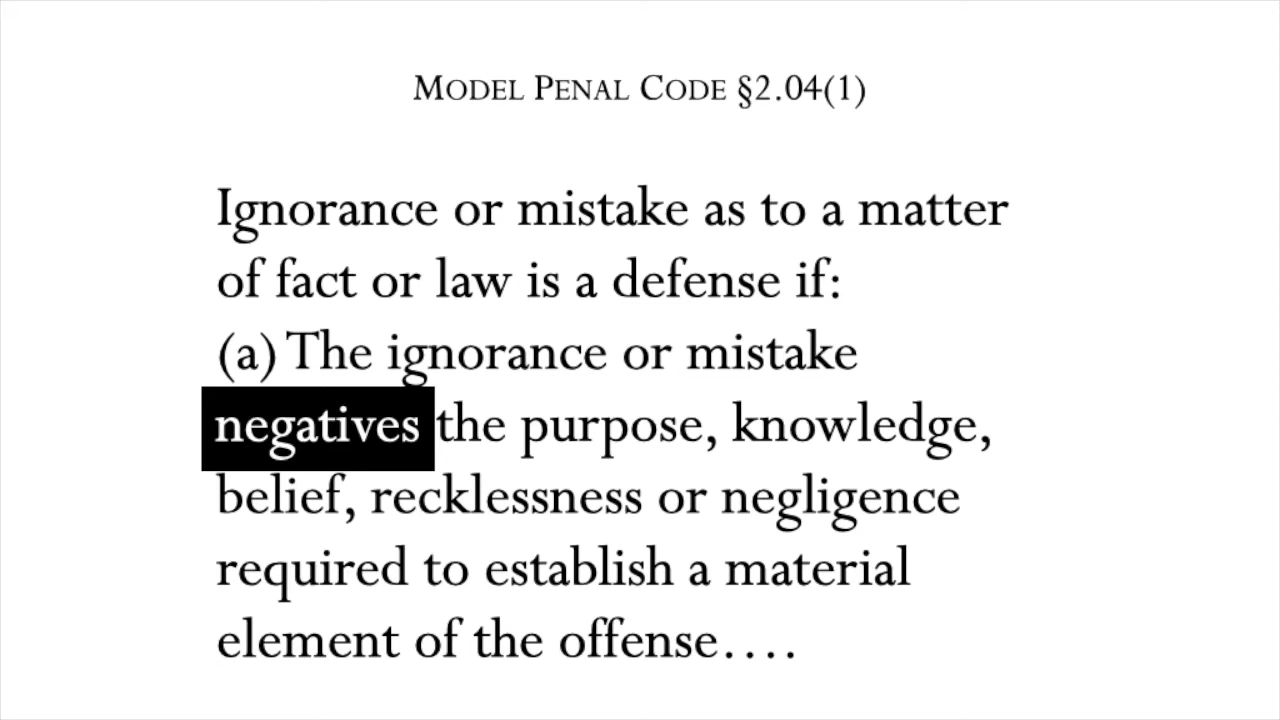 MODEL PENAL CODE §2.04(1)
Ignorance or mistake as to a matter
of fact or law is a defense if:
(a) The ignorance or mistake
negatives the purpose, knowledge,
belief, recklessness or negligence
required to establish a material
element of the offense....